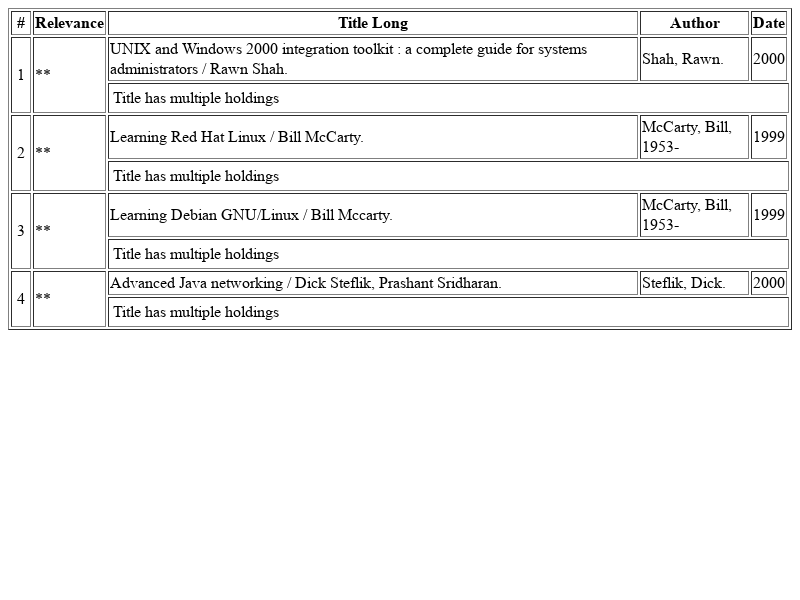 # Relevance Title Long Author Date
1 ** UNIX and Windows 2000 integration toolkit : a complete guide for systems
administrators / Rawn Shah. Shah, Rawn. 2000
Title has multiple holdings
2 ** Learning Red Hat Linux / Bill McCarty. McCarty, Bill,
1953- 1999
Title has multiple holdings
3 ** Learning Debian GNU/Linux / Bill Mccarty. McCarty, Bill,
1953- 1999
Title has multiple holdings
4 ** Advanced Java networking / Dick Steflik, Prashant Sridharan. Steflik, Dick. 2000
Title has multiple holdings